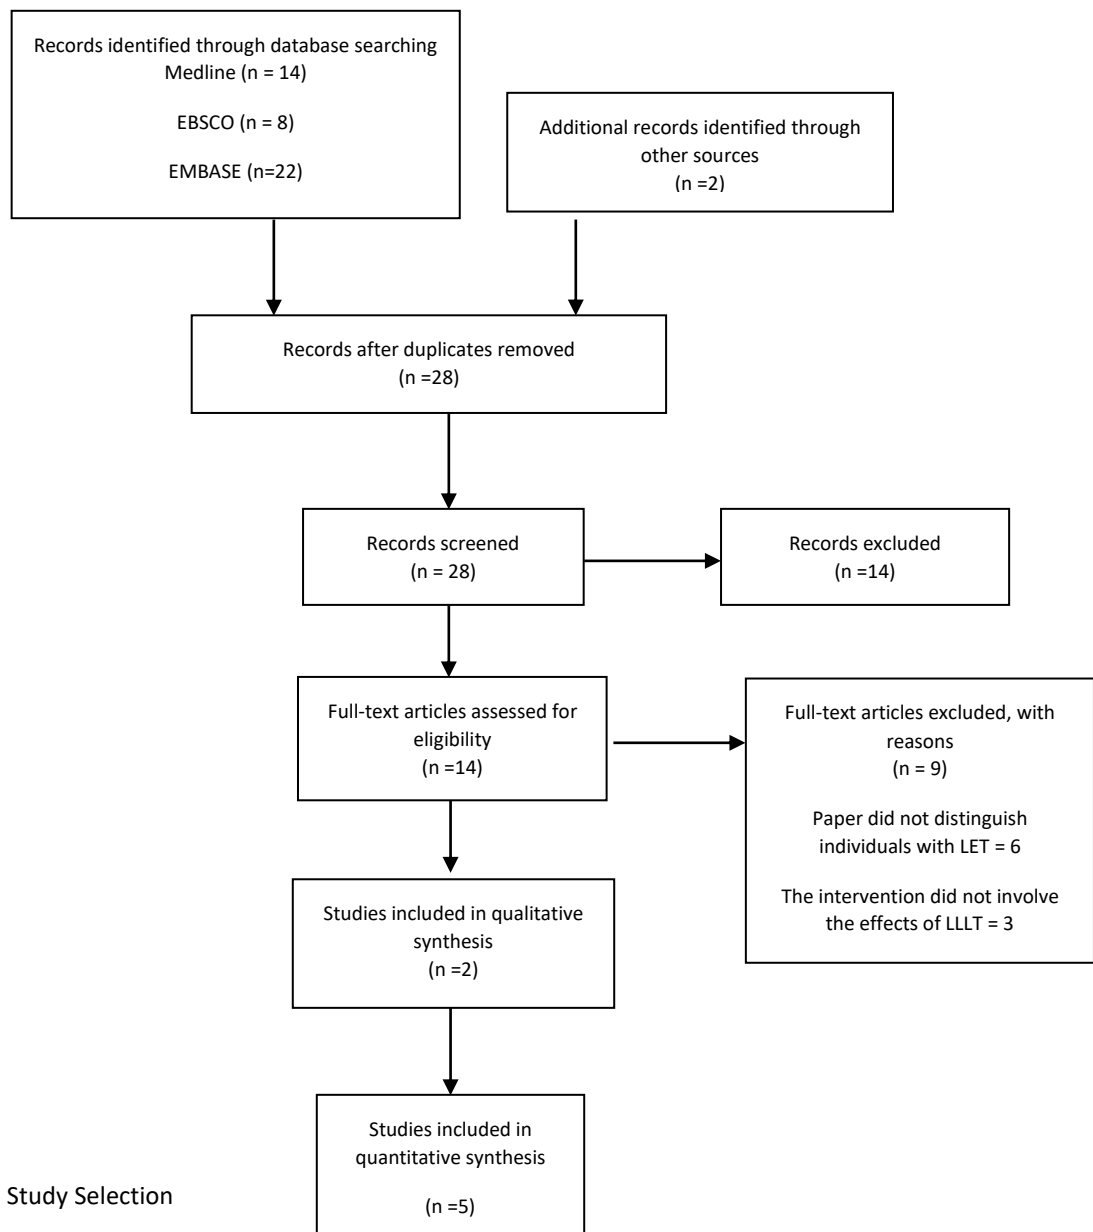 Records identified through database searching
Medline (n = 14)
EBSCO (n = 8)
EMBASE (n=22)
Additional records identified through
other sources
(n =2)
Records after duplicates removed
(n =28)
Records screened
(n = 28)
Records excluded
(n =14)
Full-text articles assessed for
eligibility
(n =14)
Full-text articles excluded, with
reasons
(n = 9)
Paper did not distinguish
individuals with LET = 6
The intervention did not involve
the effects of LLLT = 3
Studies included in qualitative
synthesis
(n =2)
Studies included in
quantitative synthesis
(n =5)
Study Selection